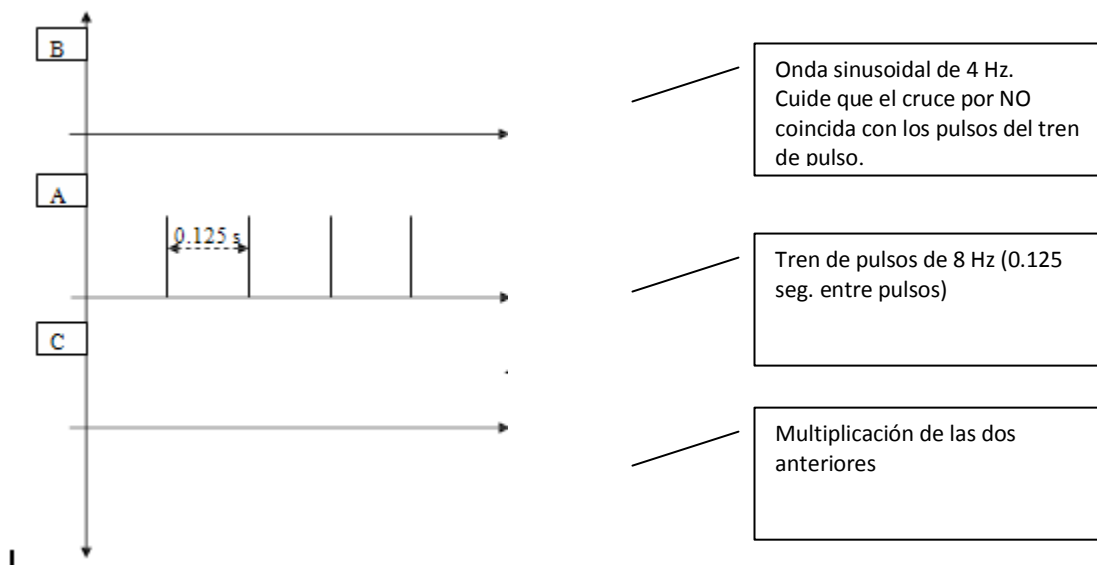 B
Onda sinusoidal de 4 Hz.
Cuide que el cruce por NO
coincida con los pulsos del tren
de pulso.
A
0.125 s
Tren de pulsos de 8 Hz (0.125
seg. entre pulsos)
C
Multiplicación de las dos
anteriores